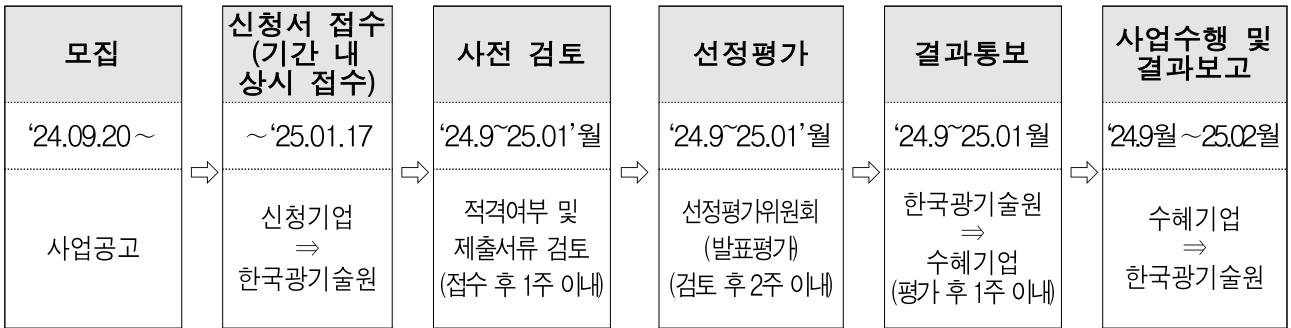 모집
'24.09.20～
사업공고
⇨
신청서 접수
(기간 내
상시 접수)
～'25.01.17
신청기업
⇒
한국광기술원
⇨
사전 검토
'24.9~25.01'월
적격여부 및
제출서류 검토
(접수 후 1주 이내)
⇨
선정평가
'24.9~25.01'월
선정평가위원회
(발표평가)
(검토 후 2주 이내)
⇨
결과통보
'24.9~25.01월
한국광기술원
⇒
수혜기업
(평가 후 1주 이내)
⇨
사업수행 및
결과보고
'24.9월～25.02월
수혜기업
⇒
한국광기술원